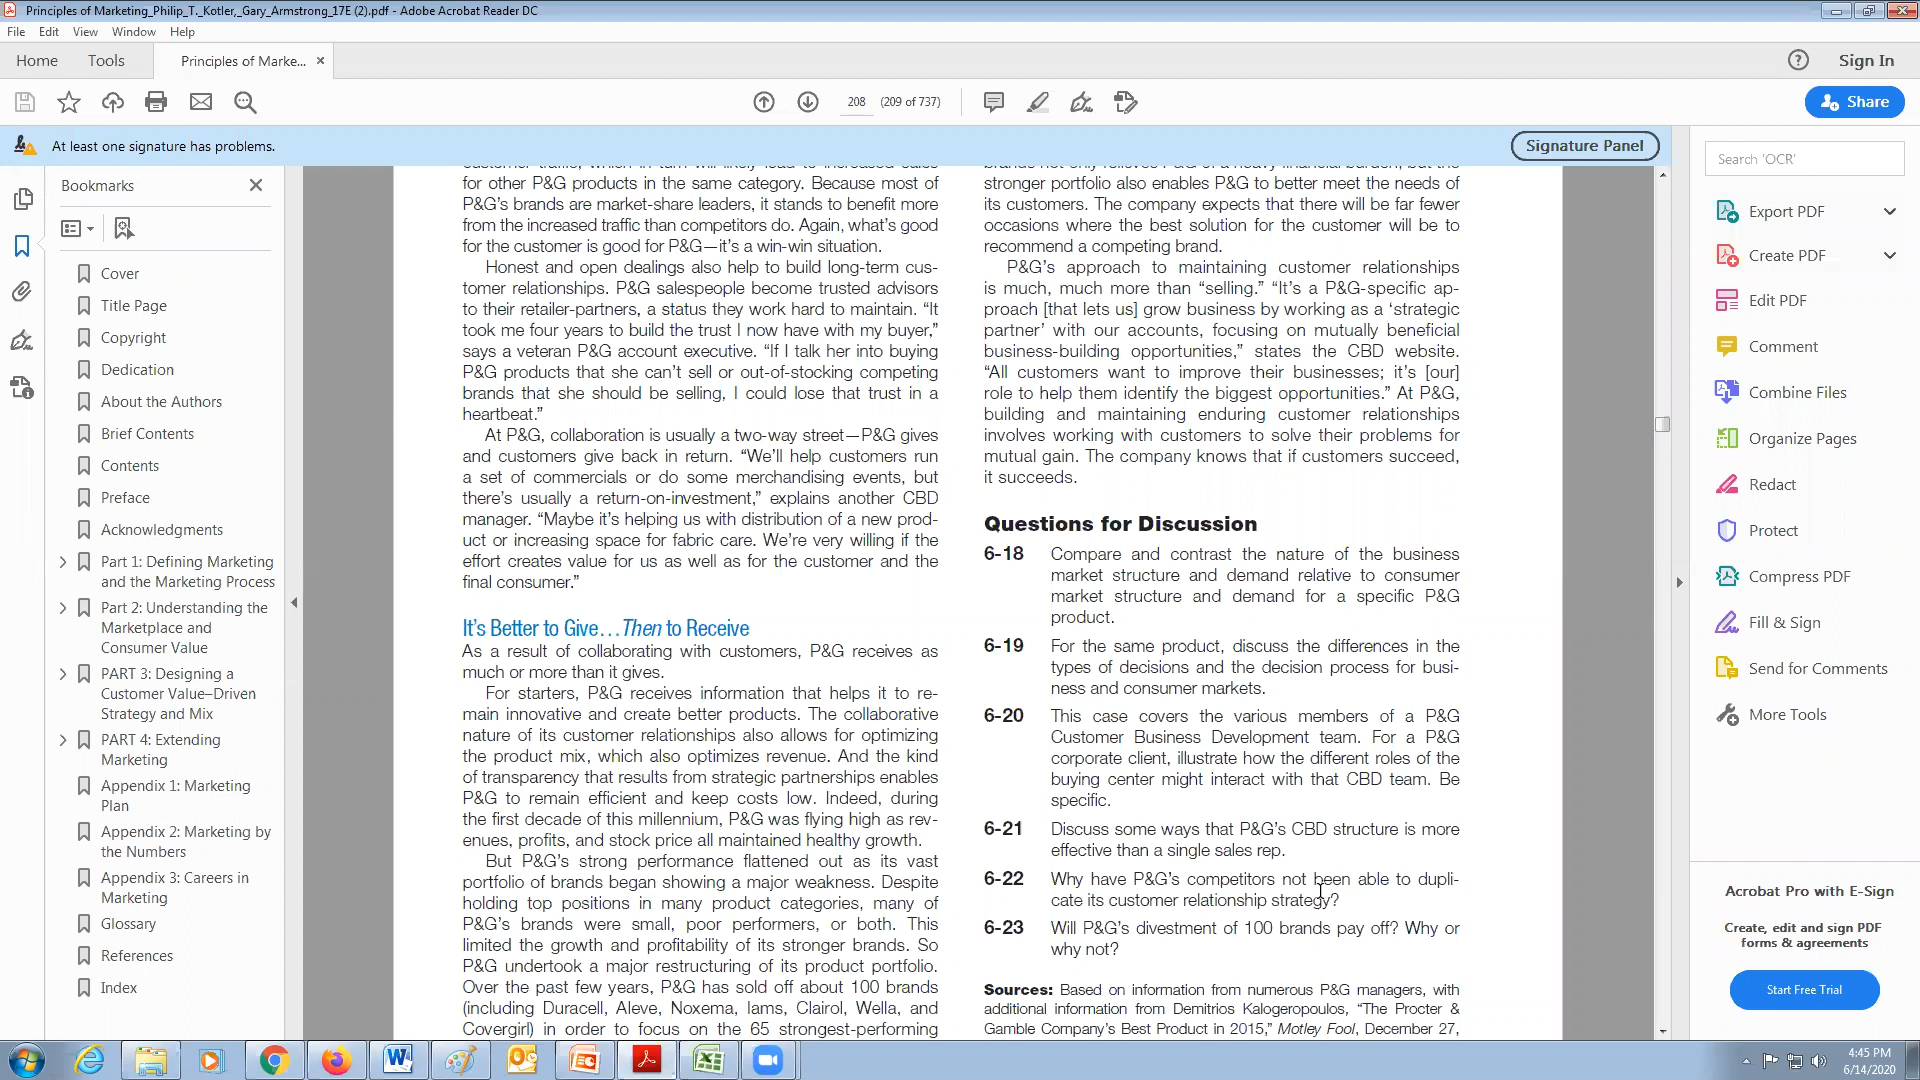 Principles of Marketing_Philip_T._Kotler,_Gary_Armstrong_17E (2).pdf - Adobe Acrobat Reader DC
File Edit View Window Help
Home Tools Principles of Marke... Sign In
208 (209 of 737)
Share
At least one signature has problems.
Signature Panel
Bookmarks
Cover
Title Page
Copyright
Dedication
About the Authors
Brief Contents
Contents
Preface
Acknowledgments
Part 1: Defining Marketing
and the Marketing Process
Part 2: Understanding the
Marketplace and
Consumer Value
PART 3: Designing a
Customer Value–Driven
Strategy and Mix
PART 4: Extending
Marketing
Appendix 1: Marketing
Plan
Appendix 2: Marketing by
the Numbers
Appendix 3: Careers in
Marketing
Glossary
References
Index
customer traffic, which in turn will likely lead to increased sales
for other P&G products in the same category. Because most of
P&G's brands are market-share leaders, it stands to benefit more
from the increased traffic than competitors do. Again, what's good
for the customer is good for P&G—it's a win-win situation.
Honest and open dealings also help to build long-term cus-
tomer relationships. P&G salespeople become trusted advisors
to their retailer-partners, a status they work hard to maintain. “It
took me four years to build the trust I now have with my buyer,”
says a veteran P&G account executive. “If I talk her into buying
P&G products that she can't sell or out-of-stocking competing
brands that she should be selling, I could lose that trust in a
heartbeat.”
At P&G, collaboration is usually a two-way street—P&G gives
and customers give back in return. “We'll help customers run
a set of commercials or do some merchandising events, but
there's usually a return-on-investment,” explains another CBD
manager. “Maybe it's helping us with distribution of a new prod-
uct or increasing space for fabric care. We're very willing if the
effort creates value for us as well as for the customer and the
final consumer.”
It's Better to Give…Then to Receive
As a result of collaborating with customers, P&G receives as
much or more than it gives.
For starters, P&G receives information that helps it to re-
main innovative and create better products. The collaborative
nature of its customer relationships also allows for optimizing
the product mix, which also optimizes revenue. And the kind
of transparency that results from strategic partnerships enables
P&G to remain efficient and keep costs low. Indeed, during
the first decade of this millennium, P&G was flying high as rev-
enues, profits, and stock price all maintained healthy growth.
But P&G's strong performance flattened out as its vast
portfolio of brands began showing a major weakness. Despite
holding top positions in many product categories, many of
P&G's brands were small, poor performers, or both. This
limited the growth and profitability of its stronger brands. So
P&G undertook a major restructuring of its product portfolio.
Over the past few years, P&G has sold off about 100 brands
(including Duracell, Aleve, Noxema, Iams, Clairol, Wella, and
Covergirl) in order to focus on the 65 strongest-performing
brands not only relieves P&G of a heavy financial burden, but the
stronger portfolio also enables P&G to better meet the needs of
its customers. The company expects that there will be far fewer
occasions where the best solution for the customer will be to
recommend a competing brand.
P&G's approach to maintaining customer relationships
is much, much more than “selling.” “It's a P&G-specific ap-
proach [that lets us] grow business by working as a ‘strategic
partner’ with our accounts, focusing on mutually beneficial
business-building opportunities,” states the CBD website.
“All customers want to improve their businesses; it's [our]
role to help them identify the biggest opportunities.” At P&G,
building and maintaining enduring customer relationships
involves working with customers to solve their problems for
mutual gain. The company knows that if customers succeed,
it succeeds.
Questions for Discussion
6-18 Compare and contrast the nature of the business
market structure and demand relative to consumer
market structure and demand for a specific P&G
product.
6-19 For the same product, discuss the differences in the
types of decisions and the decision process for busi-
ness and consumer markets.
6-20 This case covers the various members of a P&G
Customer Business Development team. For a P&G
corporate client, illustrate how the different roles of the
buying center might interact with that CBD team. Be
specific.
6-21 Discuss some ways that P&G's CBD structure is more
effective than a single sales rep.
6-22 Why have P&G's competitors not been able to dupli-
cate its customer relationship strategy?
6-23 Will P&G's divestment of 100 brands pay off? Why or
why not?
Sources: Based on information from numerous P&G managers, with
additional information from Demitrios Kalogeropoulos, “The Procter &
Gamble Company's Best Product in 2015,” Motley Fool, December 27,
Search 'OCR'
Export PDF
Create PDF
Edit PDF
Comment
Combine Files
Organize Pages
Redact
Protect
Compress PDF
Fill & Sign
Send for Comments
More Tools
Acrobat Pro with E-Sign
Create, edit and sign PDF
forms & agreements
Start Free Trial
4:45 PM
6/14/2020